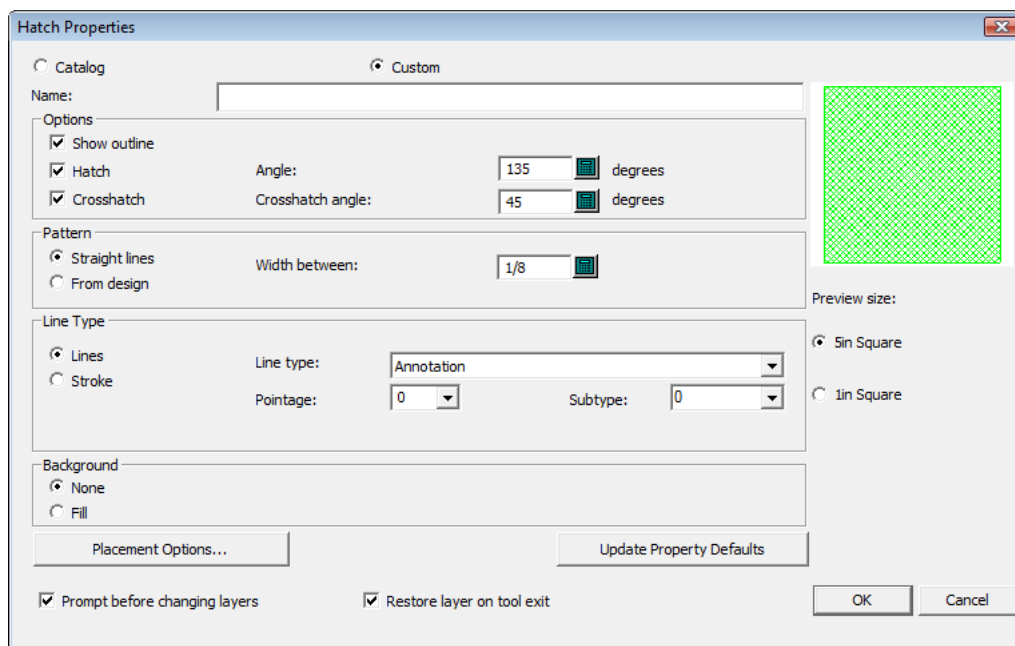 Hatch Properties
Catalog
Custom
Name:
Options
Show outline
Hatch
Angle:
135
degrees
Crosshatch
Crosshatch angle:
45
degrees
Pattern
Straight lines
Width between:
1/8
From design
Preview size:
Line Type
Lines
Line type:
Annotation
5in Square
Stroke
Pointage:
0
Subtype:
0
1in Square
Background
None
Fill
Placement Options...
Update Property Defaults
Prompt before changing layers
Restore layer on tool exit
OK
Cancel